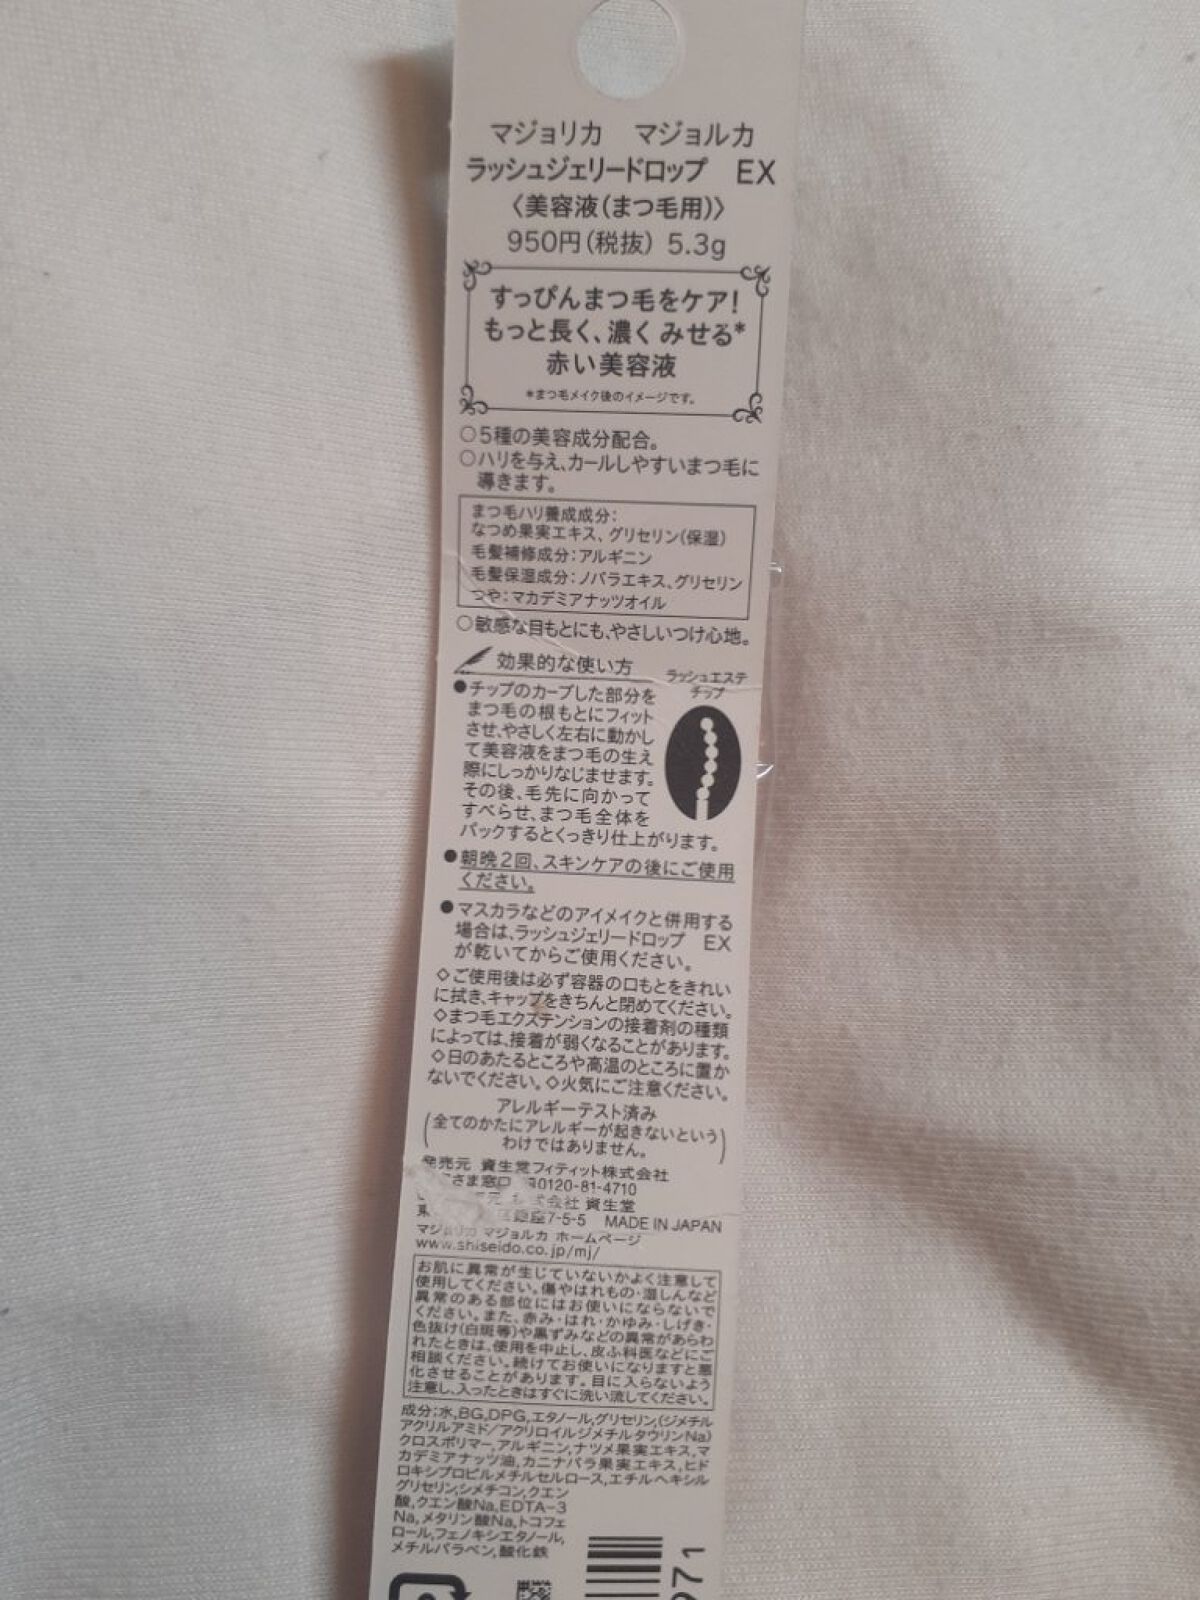 マジョリカ マジョルカ
ラッシュジェリードロップ EX
〈美容液(まつ毛用)〉
950円(税抜) 5.3g
すっぴんまつ毛をケア!
もっと長く、濃く みせる*
赤い美容液
*まつ毛メイク後のイメージです。
○5種の美容成分配合。
○ハリを与え、カールしやすいまつ毛に
導きます。
まつ毛ハリ養成成分:
なつめ果実エキス、グリセリン(保湿)
毛髪補修成分:アルギニン
毛髪保湿成分:ノバラエキス、グリセリン
つや:マカデミアナッツオイル
○敏感な目もとにも、やさしいつけ心地。
効果的な使い方
ラッシュエステ
チップ
●チップのカーブした部分を
まつ毛の根もとにフィット
させ、やさしく左右に動かし
て美容液をまつ毛の生え
際にしっかりなじませます。
その後、毛先に向かって
すべらせ、まつ毛全体を
パックするとくっきり仕上がります。
●朝晩2回、スキンケアの後にご使用
ください。
●マスカラなどのアイメイクと併用する
場合は、ラッシュジェリードロップ EX
が乾いてからご使用ください。
◇ご使用後は必ず容器の口もとをきれい
に拭き、キャップをきちんと閉めてください。
◇まつ毛エクステンションの接着剤の種類
によっては、接着が弱くなることがあります。
◇日のあたるところや高温のところに置か
ないでください。◇火気にご注意ください。
アレルギーテスト済み
(全てのかたにアレルギーが起きないという
わけではありません。)
発売元 資生堂フィティット株式会社
さま窓口 0120-81-4710
式会社 資生堂
銀座7-5-5 MADE IN JAPAN
マジョリカ マジョルカ ホームページ
www.shiseido.co.jp/mj/
お肌に異常が生じていないかよく注意して
使用してください。傷やはれもの・湿しんなど
異常のある部位にはお使いにならないで
ください。また、赤み・はれ・かゆみ・しげき・
色抜け(白斑等)や黒ずみなどの異常があらわ
れたときは、使用を中止し、皮ふ科医などにご
相談ください。続けてお使いになりますと悪
化させることがあります。目に入らないよう
注意し、入ったときはすぐに洗い流してください。
成分:水,BG,DPG,エタノール,グリセリン,(ジメチル
アクリルアミド/アクリロイルジメチルタウリンNa)
クロスポリマー,アルギニン,ナツメ果実エキス,マ
カデミアナッツ油,カニナバラ果実エキス,ヒド
ロキシプロピルメチルセルロース,エチルヘキシル
グリセリン,シメチコン,クエン
酸,クエン酸Na,EDTA-3
Na,メタリン酸Na,トコフェ
ロール,フェノキシエタノール,
メチルパラベン,酸化鉄
971